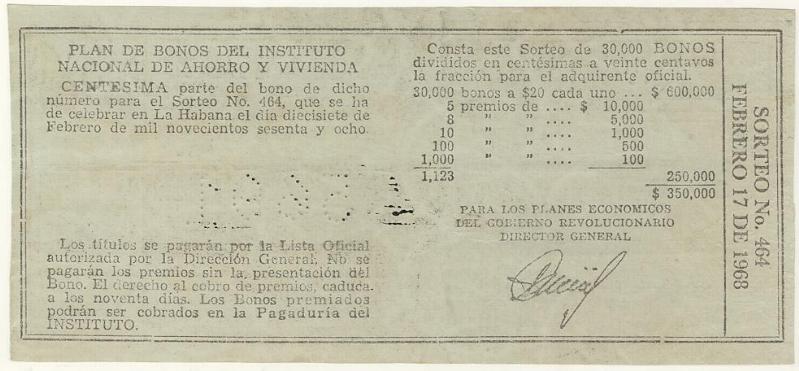 PLAN DE BONOS DEL INSTITUTO
NACIONAL DE AHORRO Y VIVIENDA
CENTESIMA parte del bono de dicho
número para el Sorteo No. 464, que se ha
de celebrar en La Habana el día diecisiete de
Febrero de mil novecientos sesenta y ocho.
Los títulos se pagarán por la Lista Oficial
autorizada por la Dirección General. No se
pagarán los premios sin la presentación del
Bono. El derecho al cobro de premios, caduca
a los noventa días. Los Bonos premiados
podrán ser cobrados en la Pagaduría del
INSTITUTO.
Consta este Sorteo de 30,000 BONOS
divididos en centésimas a veinte centavos
la fracción para el adquirente oficial.
30,000 bonos a $20 cada uno ... $ 600,000
5 premios de .... $ 10,000
8 " " .... 5,000
10 " " .... 1,000
100 " " .... 500
1,000 " " .... 100
1,123 250,000
$ 350,000
PARA LOS PLANES ECONOMICOS
DEL GOBIERNO REVOLUCIONARIO
DIRECTOR GENERAL
SORTEO No. 464
FEBRERO 17 DE 1968